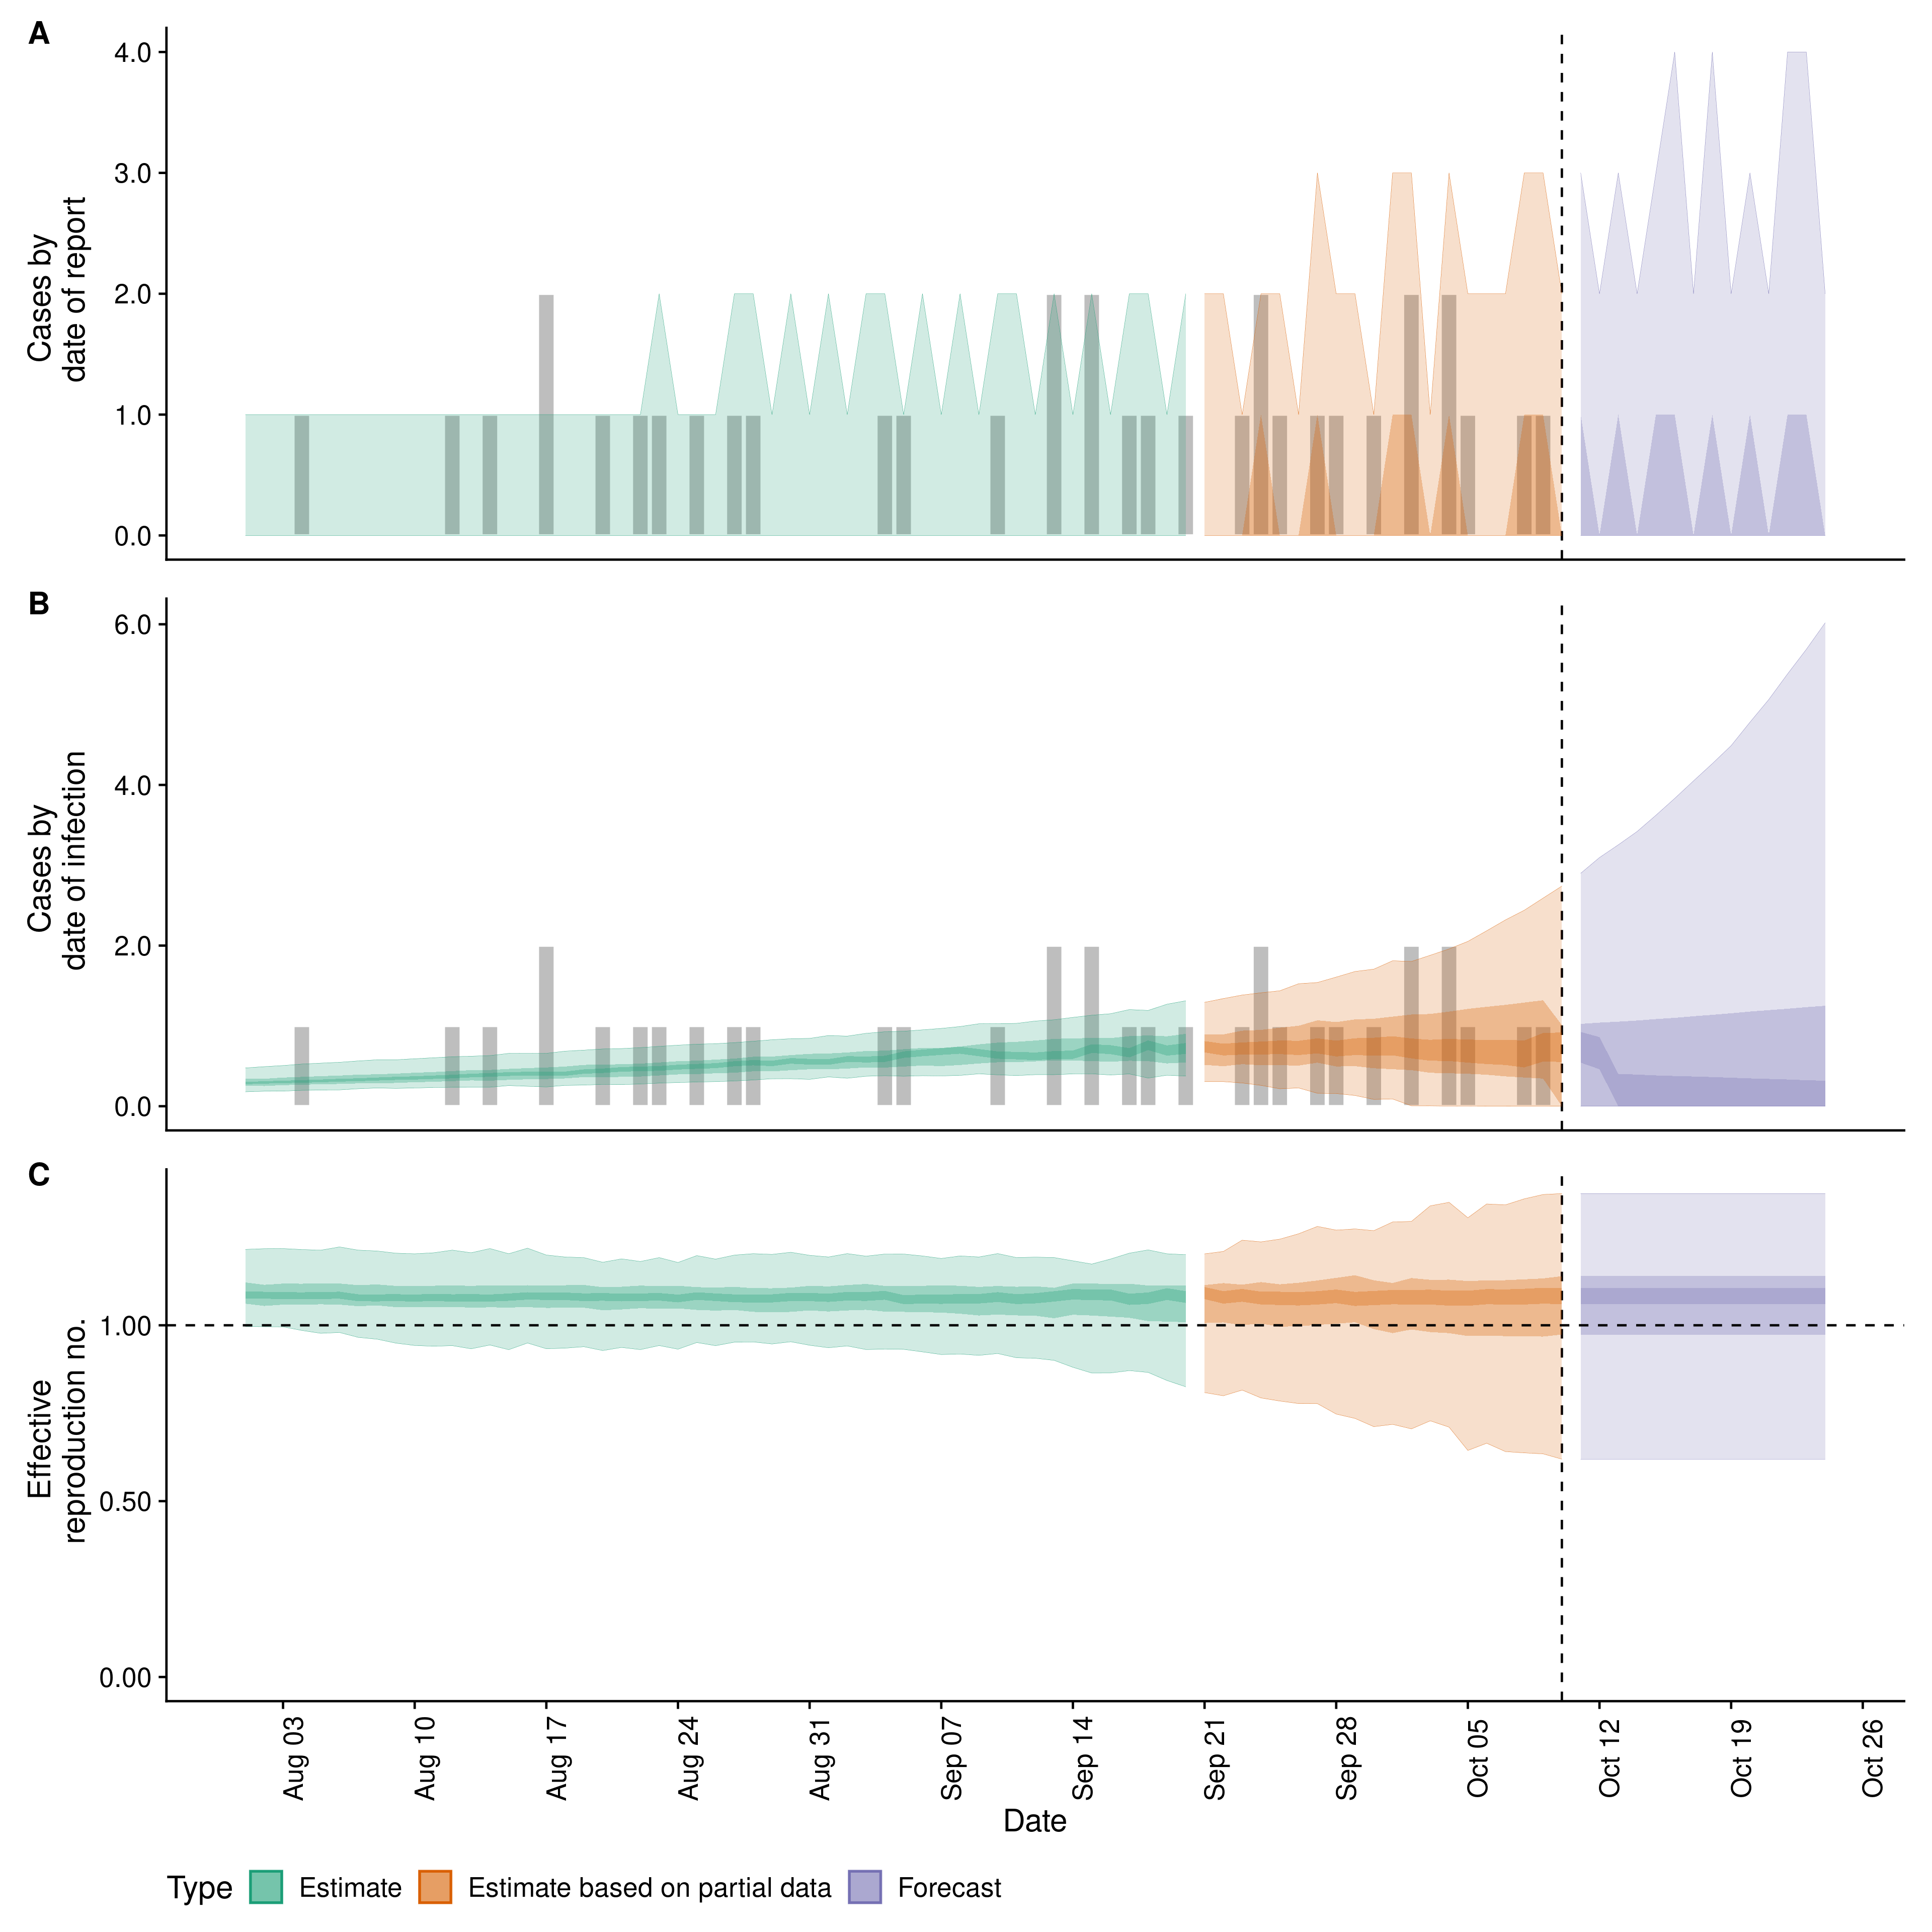 A
4.0
3.0
2.0
1.0
0.0
Cases by
date of report
B
6.0
4.0
2.0
0.0
Cases by
date of infection
C
1.00
0.50
0.00
Effective
reproduction no.
Aug 03
Aug 10
Aug 17
Aug 24
Aug 31
Sep 07
Sep 14
Sep 21
Sep 28
Oct 05
Oct 12
Oct 19
Oct 26
Date
Type Estimate Estimate based on partial data Forecast